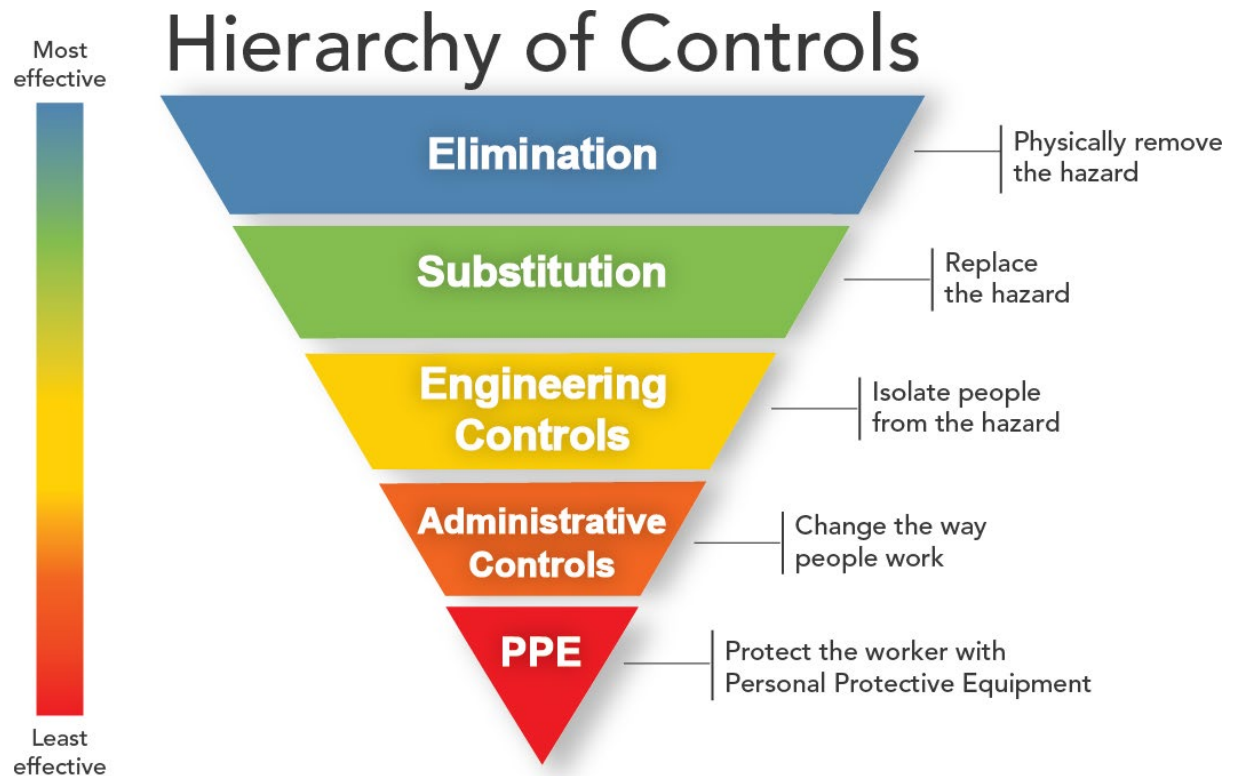 Hierarchy of Controls
Most
effective
Elimination
Physically remove
the hazard
Substitution
Replace
the hazard
Engineering
Controls
Isolate people
from the hazard
Administrative
Controls
Change the way
people work
PPE
Protect the worker with
Personal Protective Equipment
Least
effective